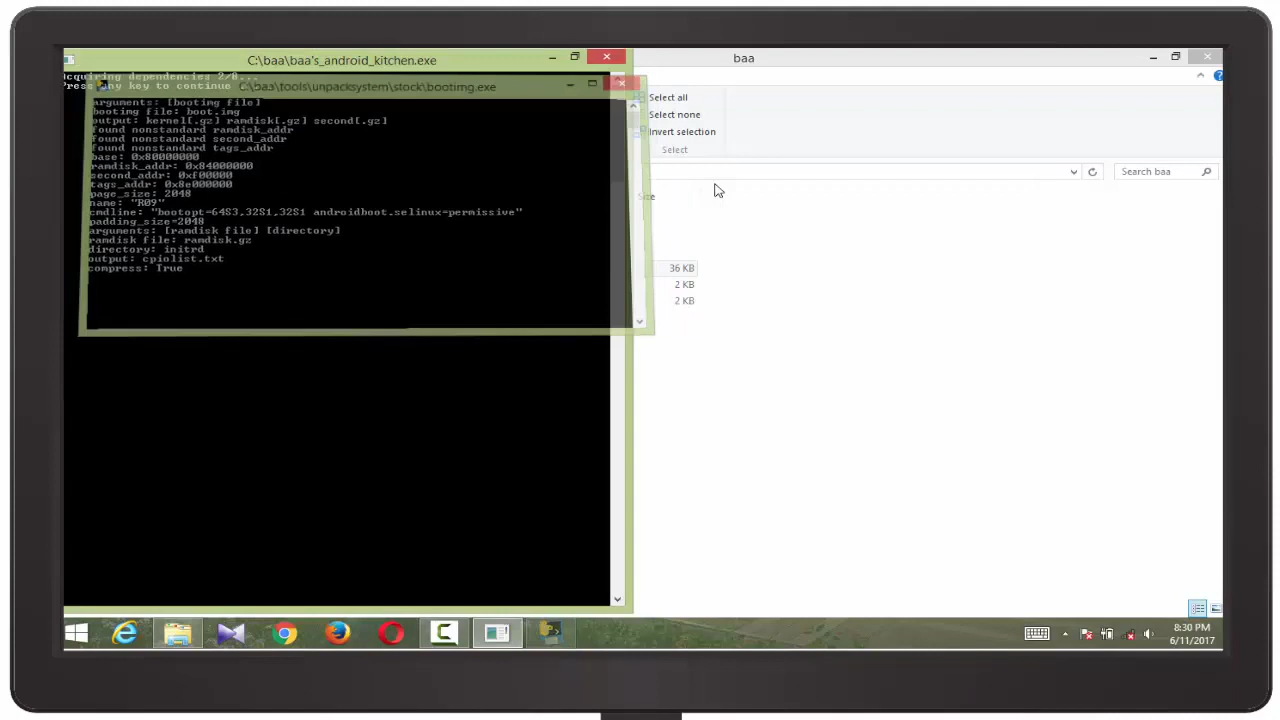 C:\baa\baa's_android_kitchen.exe
baa
acquiring dependencies 2/8...
Press any key to continue
C:\baa\tools\unpacksystem\stock\bootimg.exe
arguments: [bootimg file]
bootimg file: boot.img
output: kernel[.gz] ramdisk[.gz] second[.gz]
found nonstandard ramdisk_addr
found nonstandard second_addr
found nonstandard tags_addr
base: 0x80000000
ramdisk_addr: 0x84000000
second_addr: 0xf00000
tags_addr: 0x8e000000
page_size: 2048
name: "R09"
cmdline: "bootopt=64S3,32S1,32S1 androidboot.selinux=permissive"
padding_size=2048
arguments: [ramdisk file] [directory]
ramdisk file: ramdisk.gz
directory: initrd
output: cpiolist.txt
compress: True
Select all
Select none
Invert selection
Select
Search baa
Size
36 KB
2 KB
2 KB
8:30 PM
6/11/2017